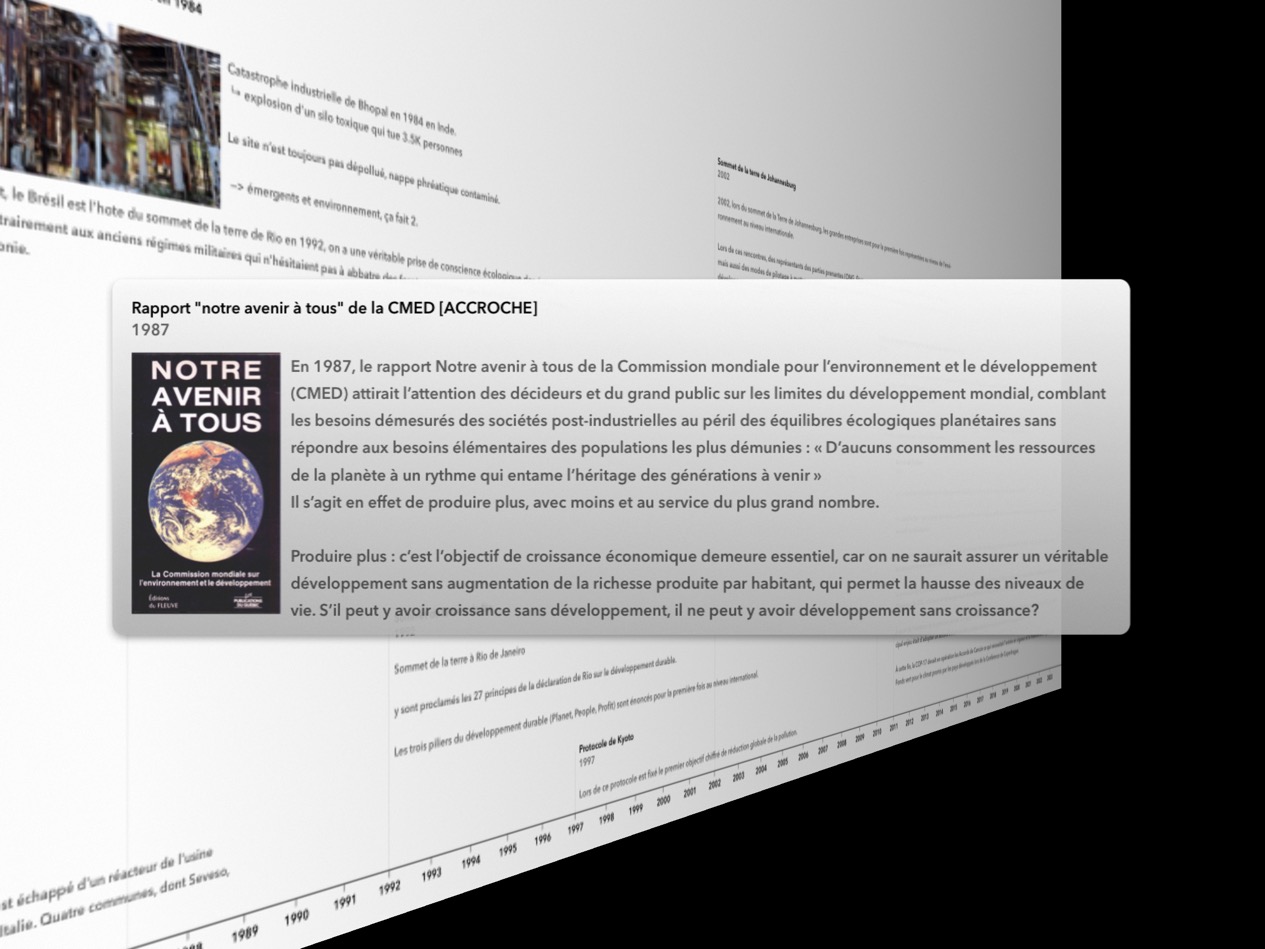 en 1984
Catastrophe industrielle de Bhopal en 1984 en Inde.
↳ explosion d'un silo toxique qui tue 3.5K personnes
Le site n'est toujours pas dépollué, nappe phréatique contaminé.
—> émergents et environnement, ça fait 2.
le Brésil est l'hote du sommet de la terre de Rio en 1992, on a une véritable prise de conscience écologique
trairement aux anciens régimes militaires qui n'hésitaient pas à abbatre des
onie.
Sommet de la terre de Johannesburg
2002
2002, lors du sommet de la Terre de Johannesburg, les grandes entreprises sont pour la première fois représentées au niveau de l'envi-
ronnement au niveau internationale.
Lors de ces rencontres, des représentants des parties prenantes
mais aussi des modes de pilotage
Rapport "notre avenir à tous" de la CMED [ACCROCHE]
1987
NOTRE
AVENIR
À TOUS
La Commission mondiale sur
l'environnement et le développement
Éditions
du FLEUVE
PUBLICATIONS
DU QUÉBEC
En 1987, le rapport Notre avenir à tous de la Commission mondiale pour l'environnement et le développement
(CMED) attirait l'attention des décideurs et du grand public sur les limites du développement mondial, comblant
les besoins démesurés des sociétés post-industrielles au péril des équilibres écologiques planétaires sans
répondre aux besoins élémentaires des populations les plus démunies : « D'aucuns consomment les ressources
de la planète à un rythme qui entame l'héritage des générations à venir »
Il s'agit en effet de produire plus, avec moins et au service du plus grand nombre.
Produire plus : c'est l'objectif de croissance économique demeure essentiel, car on ne saurait assurer un véritable
développement sans augmentation de la richesse produite par habitant, qui permet la hausse des niveaux de
vie. S'il peut y avoir croissance sans développement, il ne peut y avoir développement sans croissance?
1992
Sommet de la terre à Rio de Janeiro
y sont proclamés les 27 principes de la déclaration de Rio sur le développement durable.
Les trois piliers du développement durable (Planet, People, Profit) sont énoncés pour la première fois au niveau international.
Protocole de Kyoto
1997
Lors de ce protocole est fixé le premier objectif chiffré de réduction globale de la pollution.
st échappé d'un réacteur de l'usine
Italie. Quatre communes, dont Seveso,
1989 1990 1991 1992 1993 1994 1995 1996 1997 1998 1999 2000 2001 2002 2003 2004 2005 2006 2007 2008 2009 2010 2011 2012 2013 2014 2015 2016 2017 2018 2019 2020 2021 2022 2023